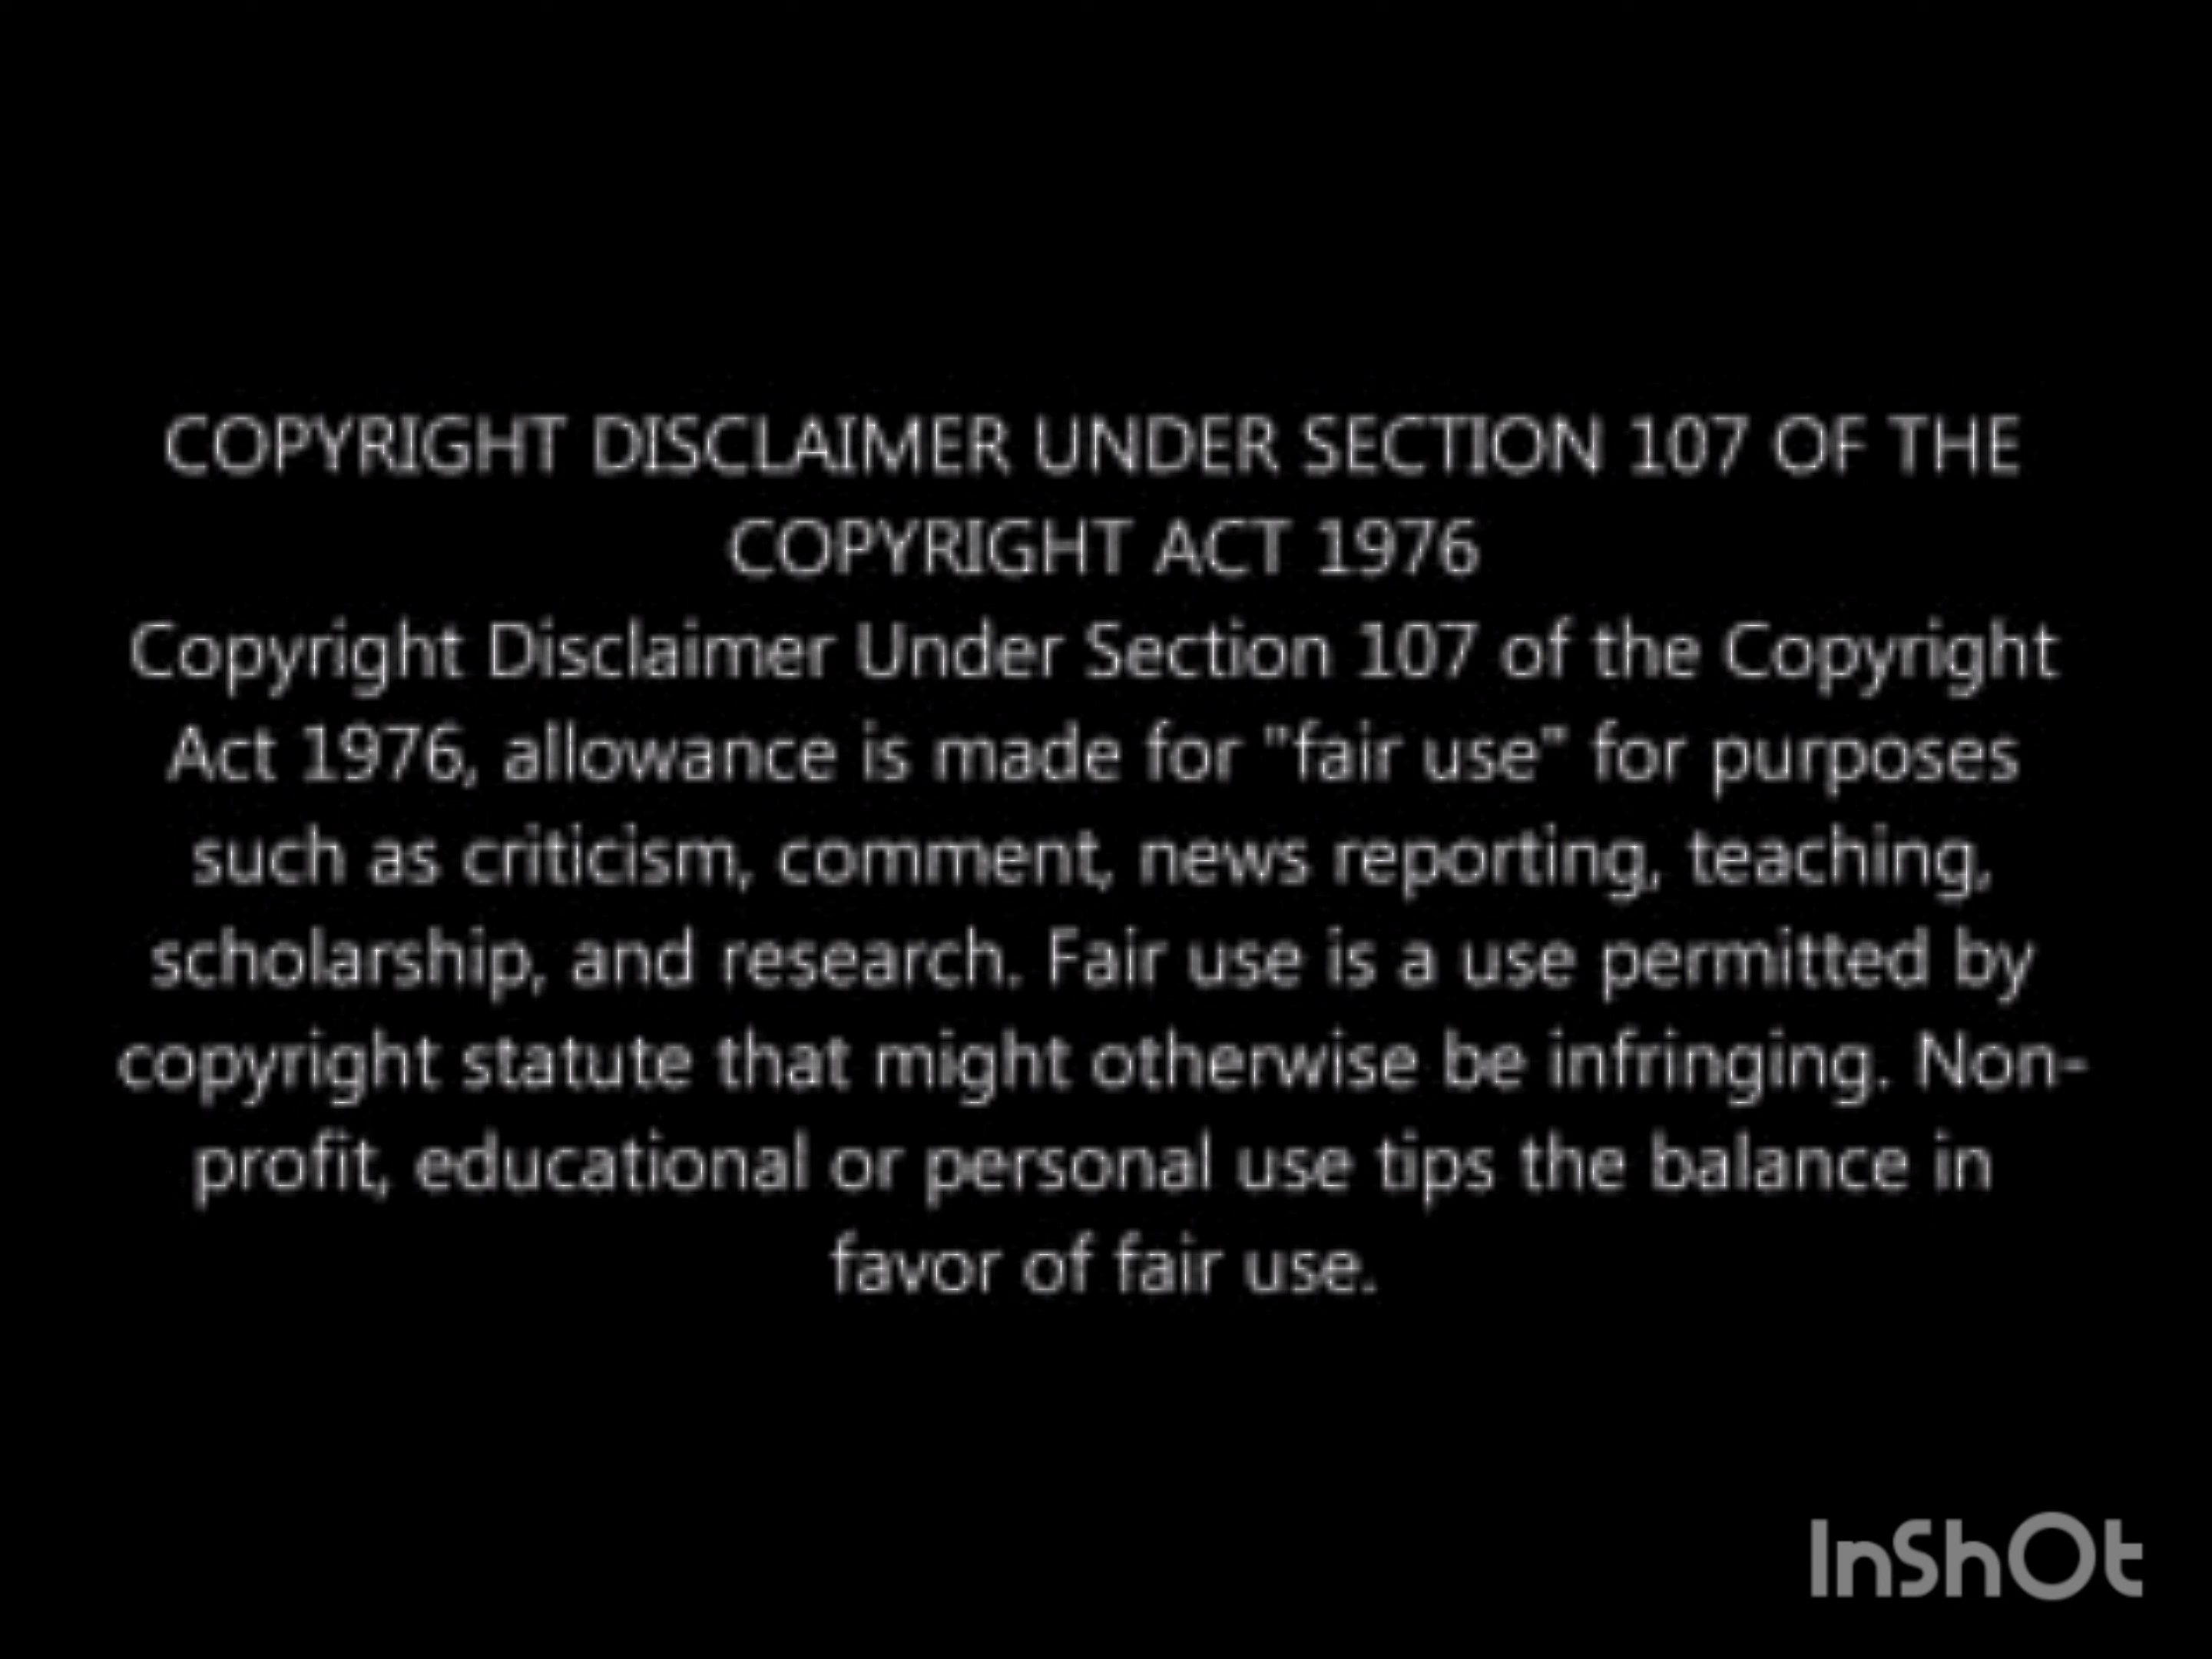 COPYRIGHT DISCLAIMER UNDER SECTION 107 OF THE
COPYRIGHT ACT 1976
Copyright Disclaimer Under Section 107 of the Copyright
Act 1976, allowance is made for "fair use" for purposes
such as criticism, comment, news reporting, teaching,
scholarship, and research. Fair use is a use permitted by
copyright statute that might otherwise be infringing. Non-
profit, educational or personal use tips the balance in
favor of fair use.
InShOt